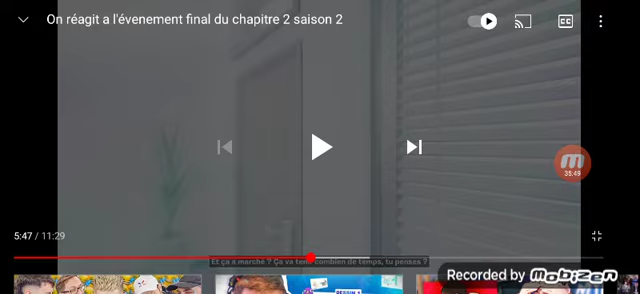 On réagit a l'évenement final du chapitre 2 saison 2
CC
35:49
5:47 / 11:29
Et ça a marché ? Ça va tenir combien de temps, tu penses ?
Recorded by Mobizen